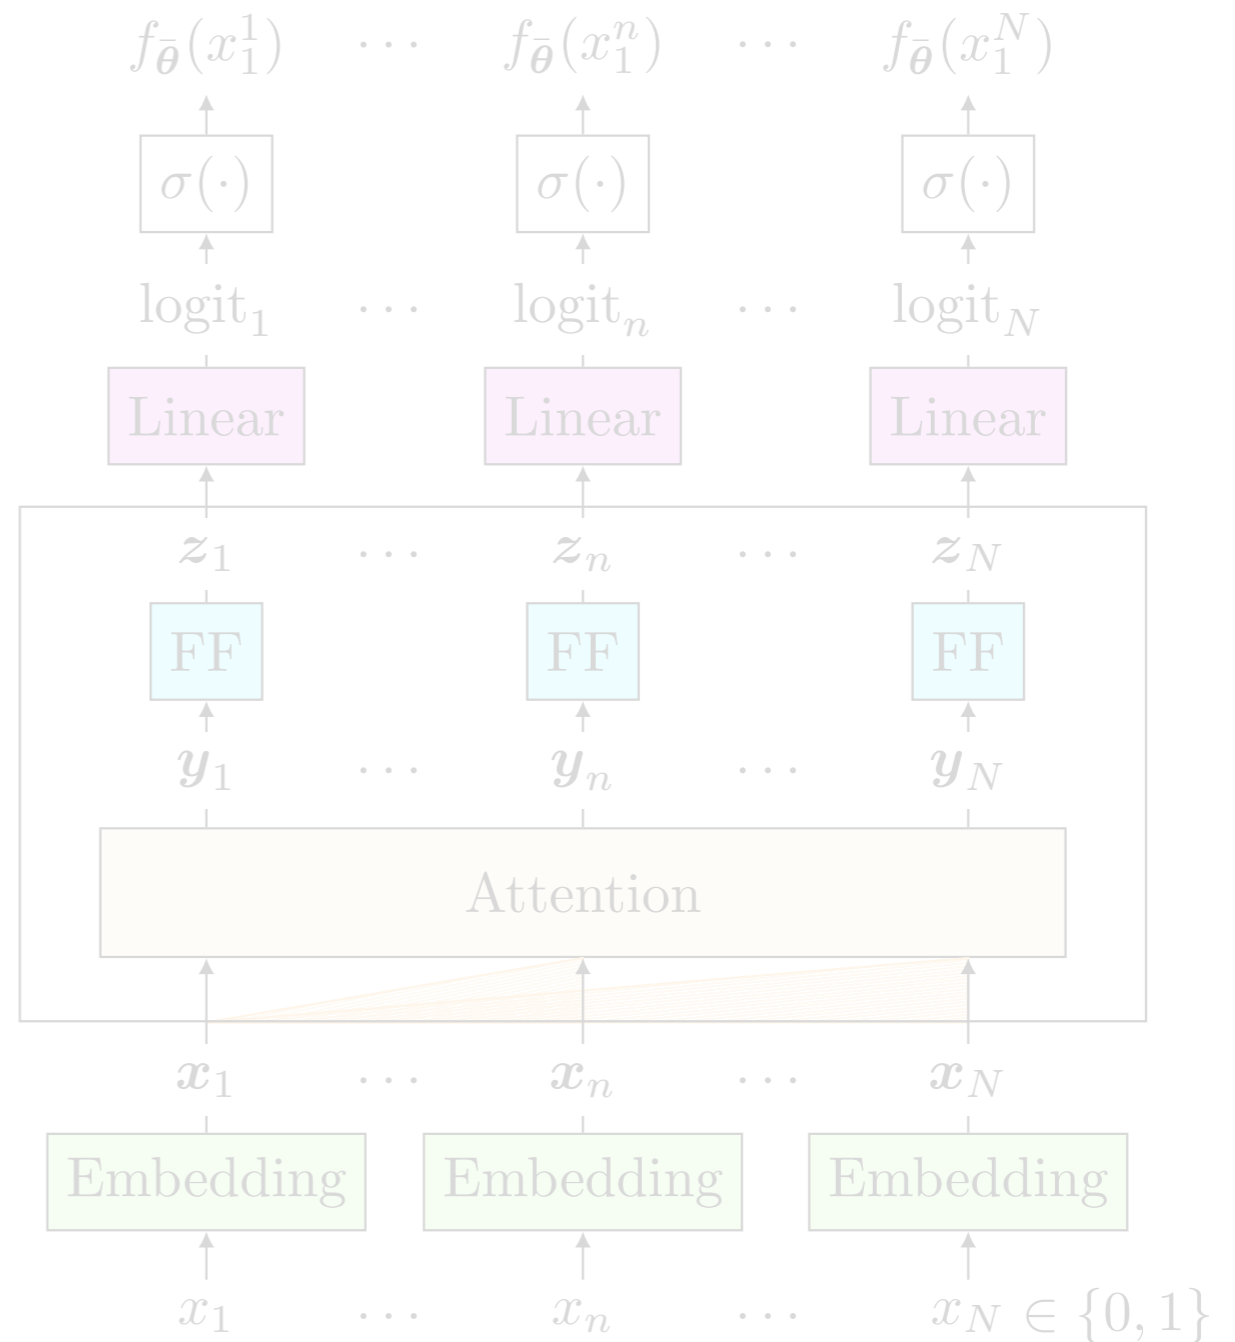 f_θ̄(x_1^1) ⋯ f_θ̄(x_1^n) ⋯ f_θ̄(x_1^N)
σ(·) σ(·) σ(·)
logit_1 ⋯ logit_n ⋯ logit_N
Linear Linear Linear
z_1 ⋯ z_n ⋯ z_N
FF FF FF
y_1 ⋯ y_n ⋯ y_N
Attention
x_1 ⋯ x_n ⋯ x_N
Embedding Embedding Embedding
x_1 ⋯ x_n ⋯ x_N ∈ {0, 1}